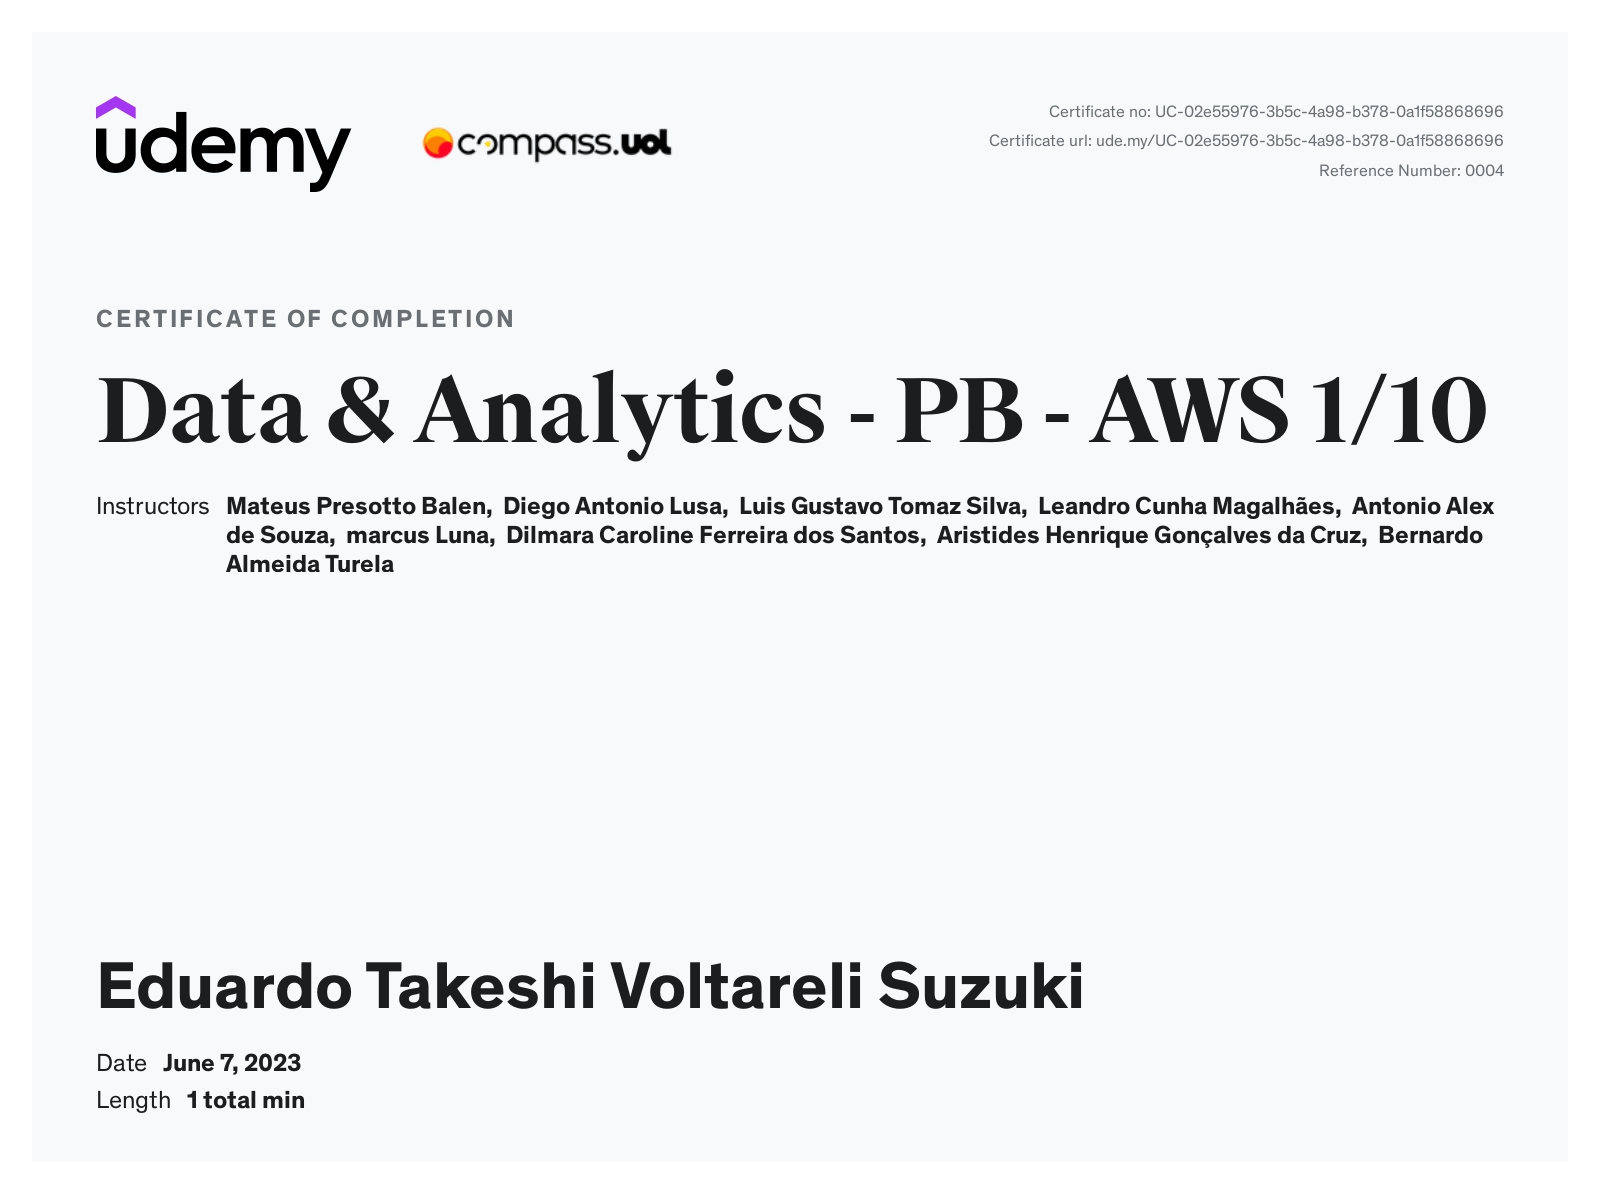 udemy
compass.uol
Certificate no: UC-02e55976-3b5c-4a98-b378-0a1f58868696
Certificate url: ude.my/UC-02e55976-3b5c-4a98-b378-0a1f58868696
Reference Number: 0004
CERTIFICATE OF COMPLETION
Data & Analytics - PB - AWS 1/10
Instructors Mateus Presotto Balen, Diego Antonio Lusa, Luis Gustavo Tomaz Silva, Leandro Cunha Magalhães, Antonio Alex
de Souza, marcus Luna, Dilmara Caroline Ferreira dos Santos, Aristides Henrique Gonçalves da Cruz, Bernardo
Almeida Turela
Eduardo Takeshi Voltareli Suzuki
Date June 7, 2023
Length 1 total min